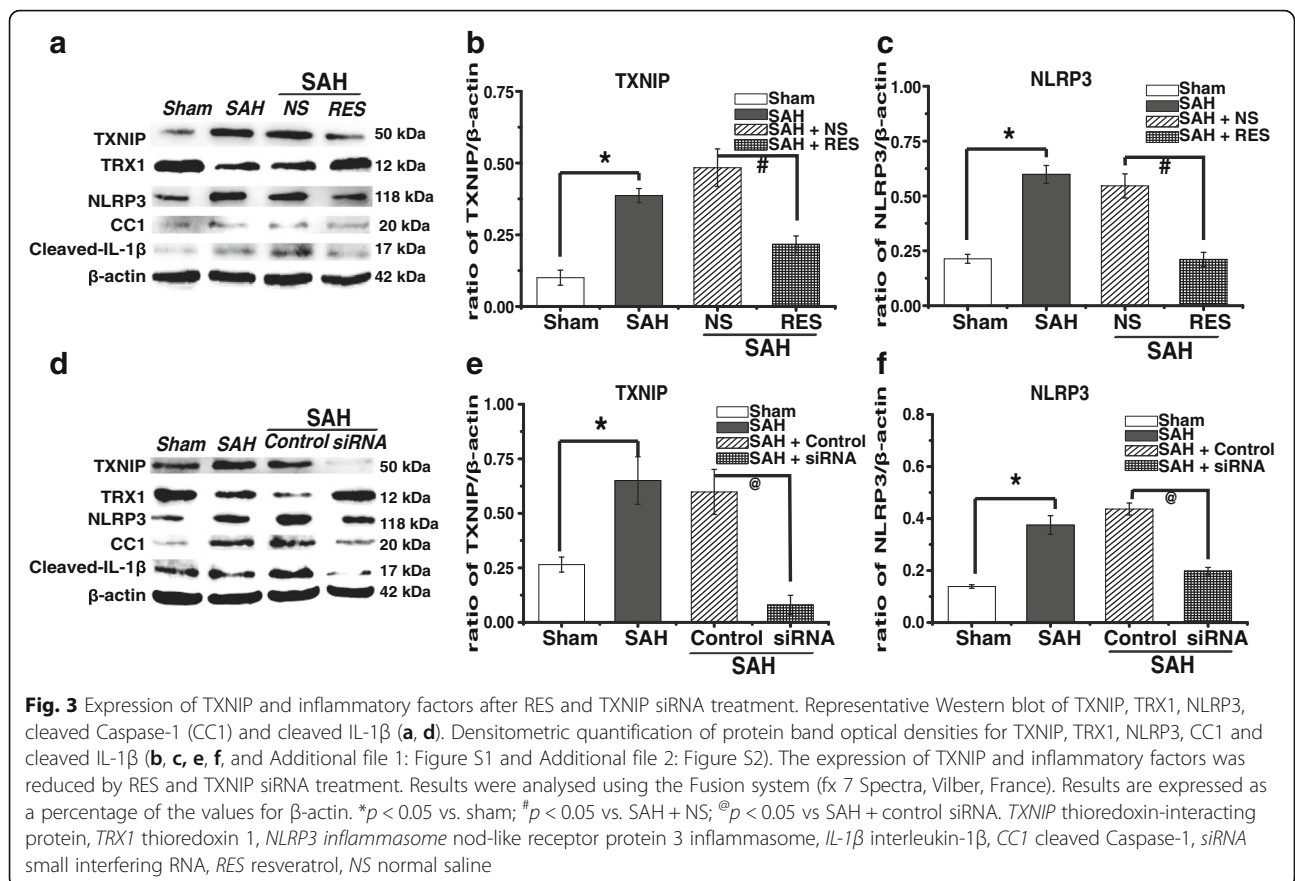 a
SAH
Sham SAH NS RES
TXNIP 50 kDa
TRX1 12 kDa
NLRP3 118 kDa
CC1 20 kDa
Cleaved-IL-1β 17 kDa
β-actin 42 kDa
b
TXNIP
ratio of TXNIP/β-actin
0.75
0.50
0.25
0.00
Sham
SAH
SAH + NS
SAH + RES
*
#
Sham SAH NS RES
SAH
c
NLRP3
ratio of NLRP3/β-actin
1.00
0.75
0.50
0.25
0.00
Sham
SAH
SAH + NS
SAH + RES
*
#
Sham SAH NS RES
SAH
d
SAH
Sham SAH Control siRNA
TXNIP 50 kDa
TRX1 12 kDa
NLRP3 118 kDa
CC1 20 kDa
Cleaved-IL-1β 17 kDa
β-actin 42 kDa
e
TXNIP
ratio of TXNIP/β-actin
1.00
0.75
0.50
0.25
0.00
Sham
SAH
SAH + Control
SAH + siRNA
*
@
Sham SAH Control siRNA
SAH
f
NLRP3
ratio of NLRP3/β-actin
0.8
0.6
0.4
0.2
0.0
Sham
SAH
SAH + Control
SAH + siRNA
*
@
Sham SAH Control siRNA
SAH
Fig. 3 Expression of TXNIP and inflammatory factors after RES and TXNIP siRNA treatment. Representative Western blot of TXNIP, TRX1, NLRP3,
cleaved Caspase-1 (CC1) and cleaved IL-1β (a, d). Densitometric quantification of protein band optical densities for TXNIP, TRX1, NLRP3, CC1 and
cleaved IL-1β (b, c, e, f, and Additional file 1: Figure S1 and Additional file 2: Figure S2). The expression of TXNIP and inflammatory factors was
reduced by RES and TXNIP siRNA treatment. Results were analysed using the Fusion system (fx 7 Spectra, Vilber, France). Results are expressed as
a percentage of the values for β-actin. *p < 0.05 vs. sham; #p < 0.05 vs. SAH + NS; @p < 0.05 vs SAH + control siRNA. TXNIP thioredoxin-interacting
protein, TRX1 thioredoxin 1, NLRP3 inflammasome nod-like receptor protein 3 inflammasome, IL-1β interleukin-1β, CC1 cleaved Caspase-1, siRNA
small interfering RNA, RES resveratrol, NS normal saline